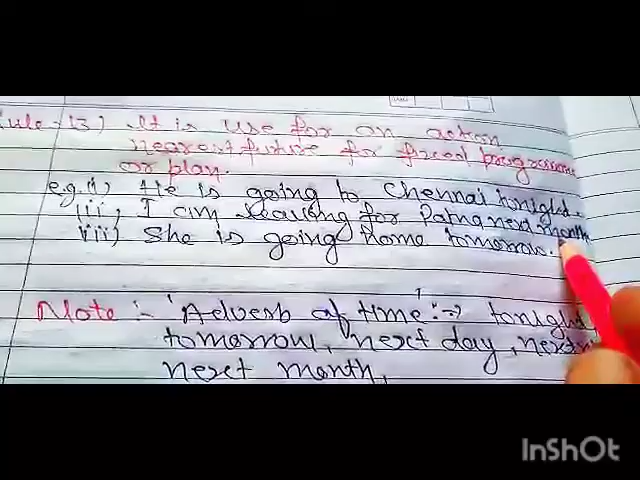 Rule-(3) It is use for an action
nearest future for fixed programme
or plan.
e.g.(i) He is going to Chennai tonight.
(ii) I am leaving for Patna next month
(iii) She is going home tomorrow.
Note :- 'Adverb of time' :-> tonight,
tomorrow, next day, next
next month,
InShOt